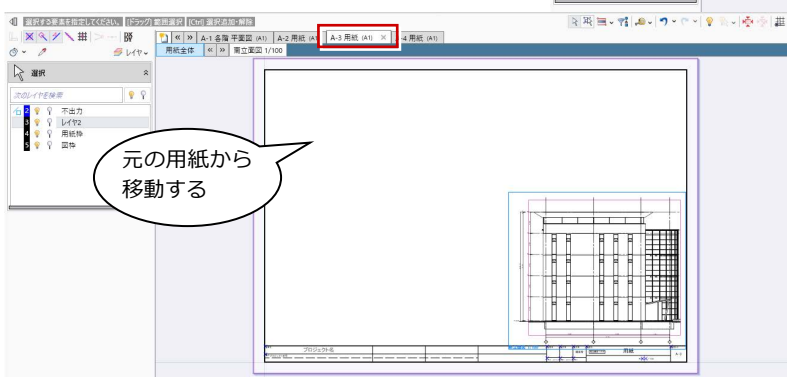 選択する要素を指定してください。 [ドラッグ] 範囲選択 [Ctrl] 選択追加・解除
レイヤ
A-1 各階 平面図 (A1)
A-2 用紙 (A1)
A-3 用紙 (A1)
用紙 (A1)
用紙全体
東立面図 1/100
選択
次のレイヤを検索
2 不出力
3 レイヤ2
4 用紙枠
5 図枠
元の用紙から
移動する
プロジェクト名
用紙
A-3